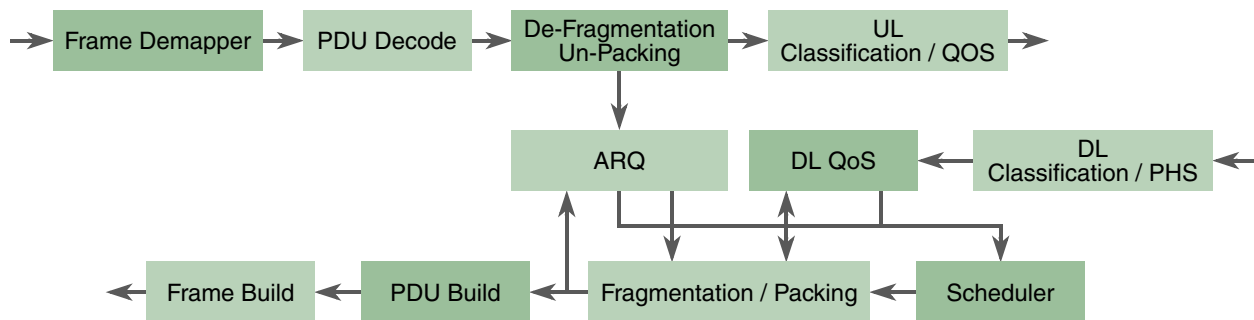 Frame Demapper
PDU Decode
De-Fragmentation
Un-Packing
UL
Classification / QOS
ARQ
DL QoS
DL
Classification / PHS
Frame Build
PDU Build
Fragmentation / Packing
Scheduler